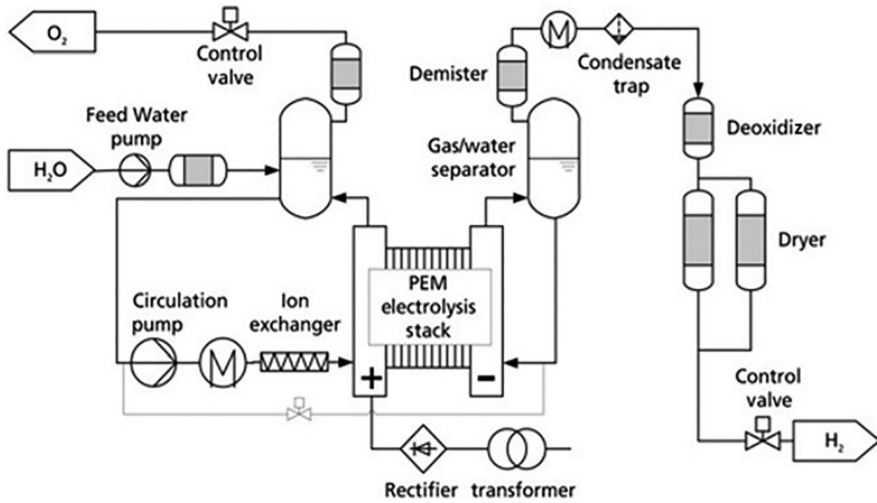 O₂
Control
valve
Demister
Condensate
trap
Feed Water
pump
Gas/water
separator
Deoxidizer
H₂O
Dryer
PEM
electrolysis
stack
Circulation
pump
Ion
exchanger
+
-
Control
valve
H₂
Rectifier
transformer